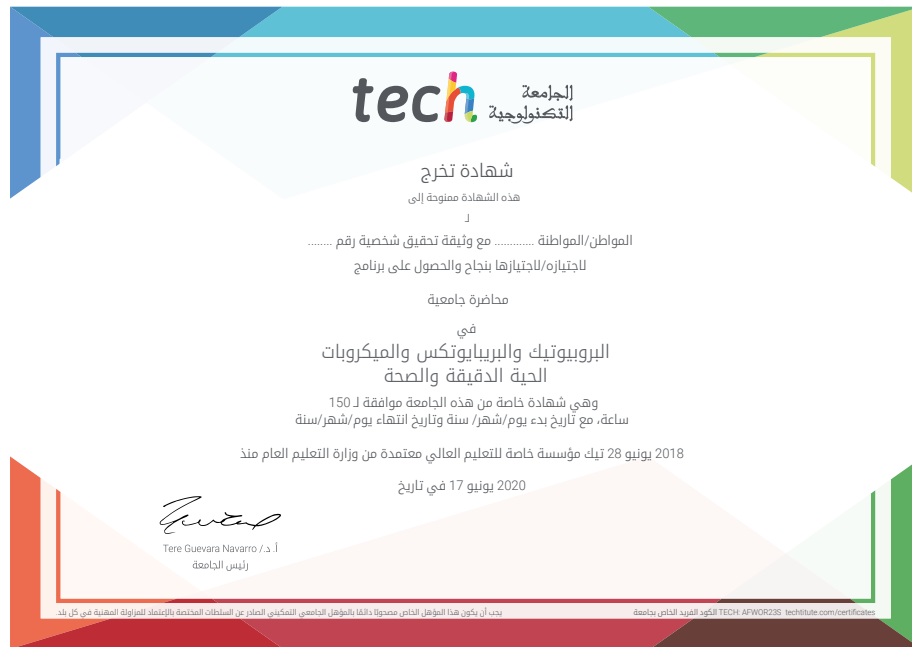 tech
الجامعة
التكنولوجية
شهادة تخرج
هذه الشهادة ممنوحة إلى
لـ
المواطن/المواطنة ............ مع وثيقة تحقيق شخصية رقم ........
لاجتيازه/لاجتيازها بنجاح والحصول على برنامج
محاضرة جامعية
في
البروبيوتيك والبريبايوتكس والميكروبات
الحية الدقيقة والصحة
وهي شهادة خاصة من هذه الجامعة موافقة لـ 150
ساعة، مع تاريخ بدء يوم/شهر/ سنة وتاريخ انتهاء يوم/شهر/سنة
تيك مؤسسة خاصة للتعليم العالي معتمدة من وزارة التعليم العام منذ 28 يونيو 2018
في تاريخ 17 يونيو 2020
أ. د./ Tere Guevara Navarro
رئيس الجامعة
يجب أن يكون هذا المؤهل الخاص مصحوبًا دائمًا بالمؤهل الجامعي التمكيني الصادر عن السلطات المختصة بالإعتماد للمزاولة المهنية في كل بلد.
الكود الفريد الخاص بجامعة TECH: AFWOR23S techtitute.com/certificates